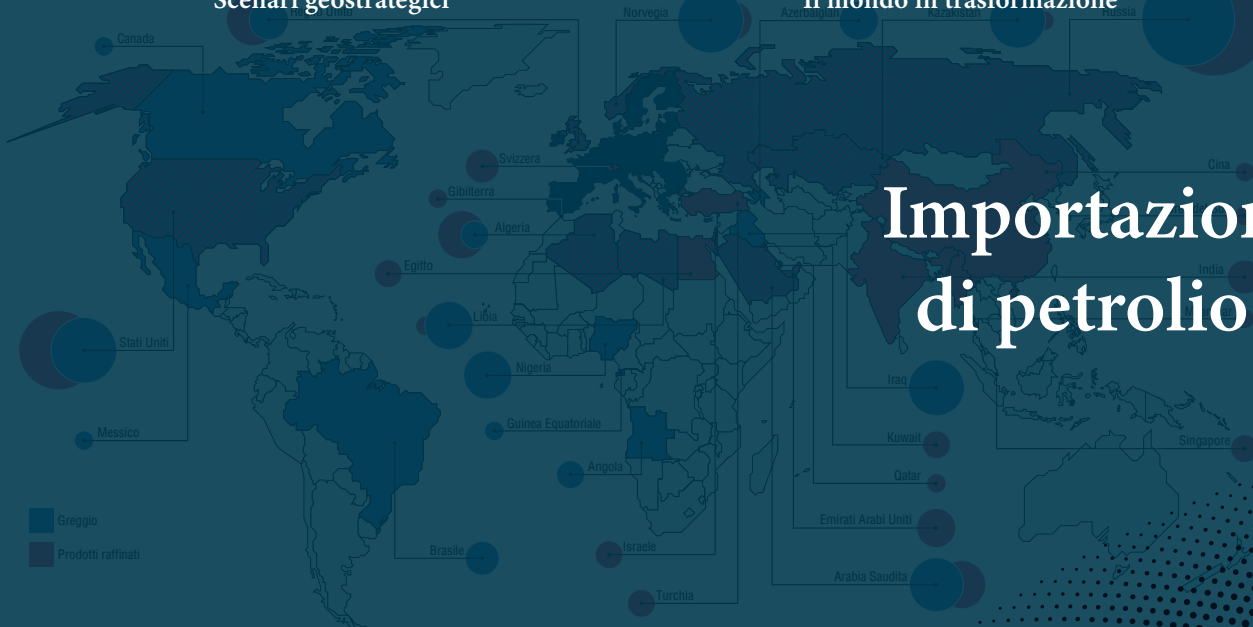 Scenari geostrategici
Il mondo in trasformazione
Regno Unito
Norvegia
Azerbaigian
Kazakistan
Russia
Canada
Svizzera
Cina
Gibilterra
Importazion
Algeria
Egitto
India
di petrolio
Libia
Stati Uniti
Nigeria
Iraq
Guinea Equatoriale
Messico
Kuwait
Singapore
Angola
Qatar
Greggio
Emirati Arabi Uniti
Prodotti raffinati
Brasile
Israele
Arabia Saudita
Turchia